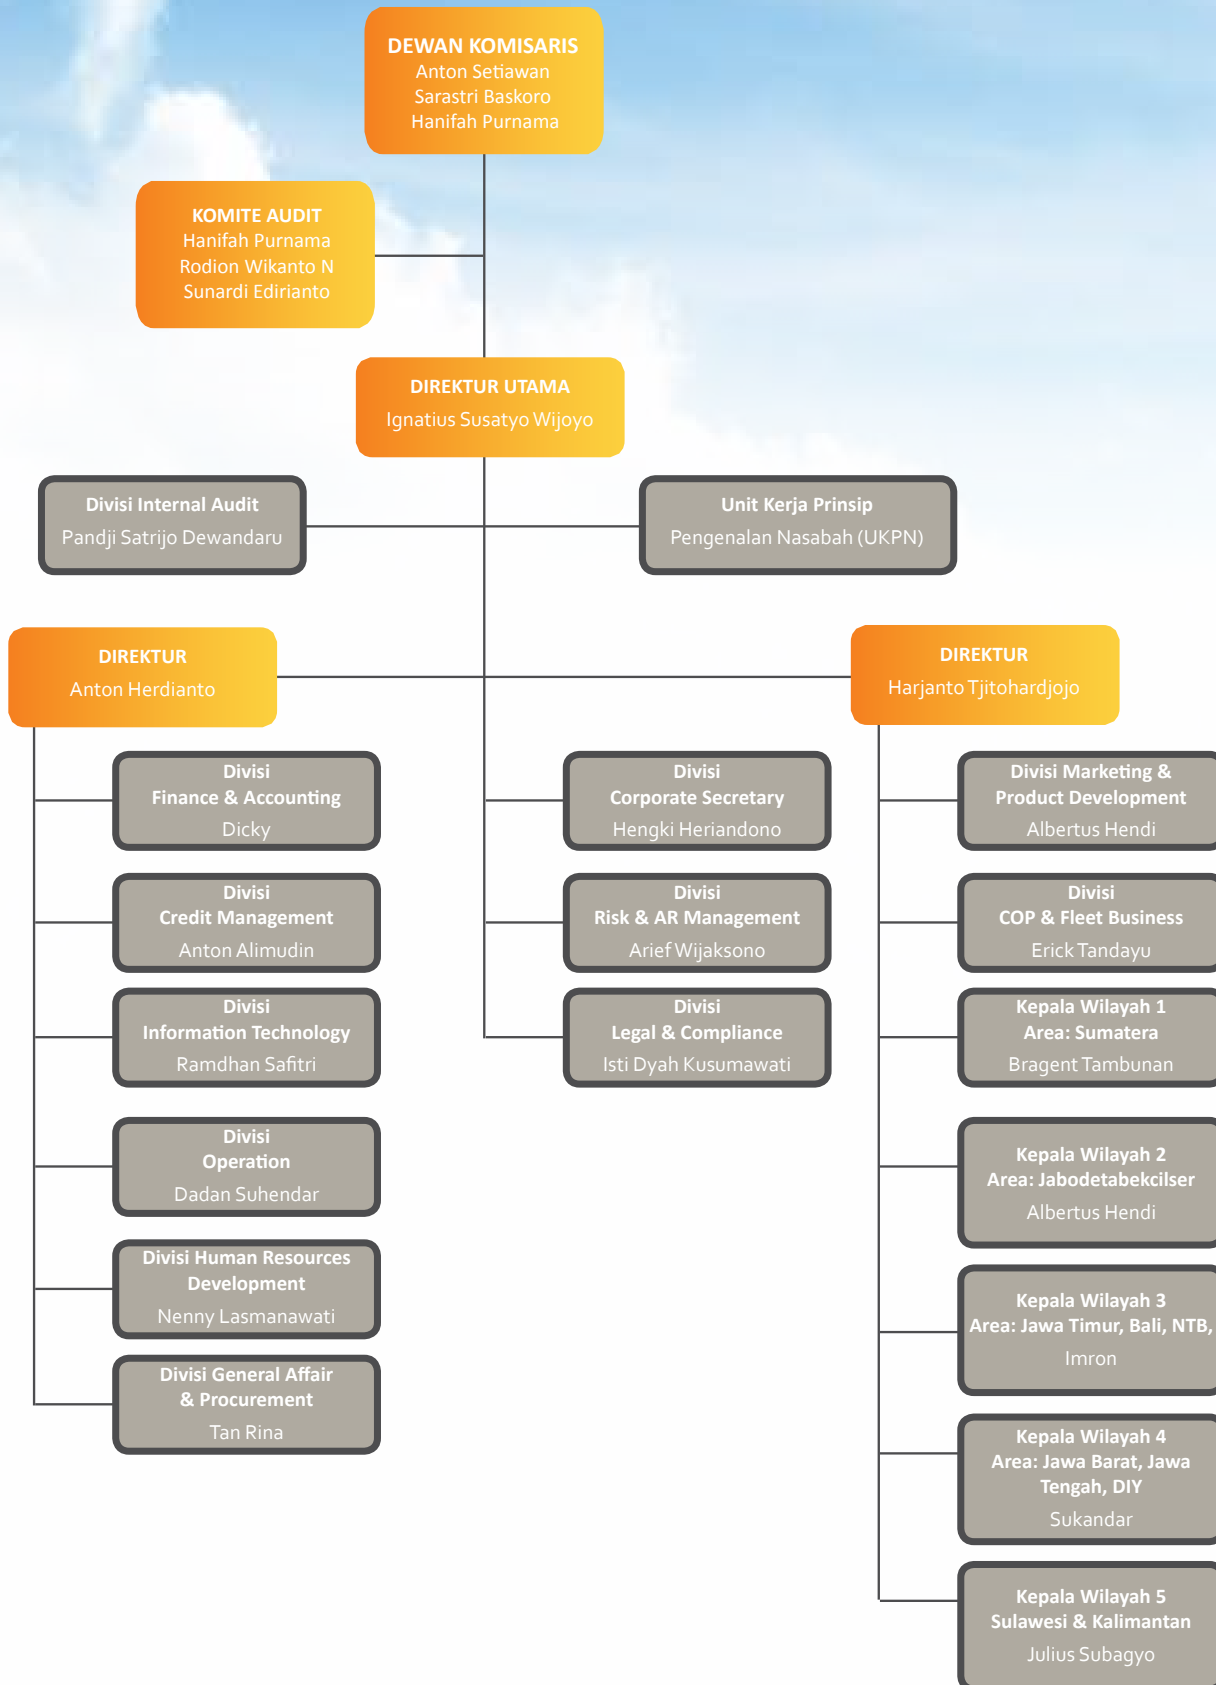 DEWAN KOMISARIS
Anton Setiawan
Sarastri Baskoro
Hanifah Purnama
KOMITE AUDIT
Hanifah Purnama
Rodion Wikanto N
Sunardi Edirianto
DIREKTUR UTAMA
Ignatius Susatyo Wijoyo
Divisi Internal Audit
Pandji Satrijo Dewandaru
Unit Kerja Prinsip
Pengenalan Nasabah (UKPN)
DIREKTUR
Anton Herdianto
DIREKTUR
Harjanto Tjitohardjojo
Divisi
Finance & Accounting
Dicky
Divisi
Credit Management
Anton Alimudin
Divisi
Information Technology
Ramdhan Safitri
Divisi
Operation
Dadan Suhendar
Divisi Human Resources
Development
Nenny Lasmanawati
Divisi General Affair
& Procurement
Tan Rina
Divisi
Corporate Secretary
Hengki Heriandono
Divisi
Risk & AR Management
Arief Wijaksono
Divisi
Legal & Compliance
Isti Dyah Kusumawati
Divisi Marketing &
Product Development
Albertus Hendi
Divisi
COP & Fleet Business
Erick Tandayu
Kepala Wilayah 1
Area: Sumatera
Bragent Tambunan
Kepala Wilayah 2
Area: Jabodetabekcilser
Albertus Hendi
Kepala Wilayah 3
Area: Jawa Timur, Bali, NTB,
Imron
Kepala Wilayah 4
Area: Jawa Barat, Jawa
Tengah, DIY
Sukandar
Kepala Wilayah 5
Sulawesi & Kalimantan
Julius Subagyo